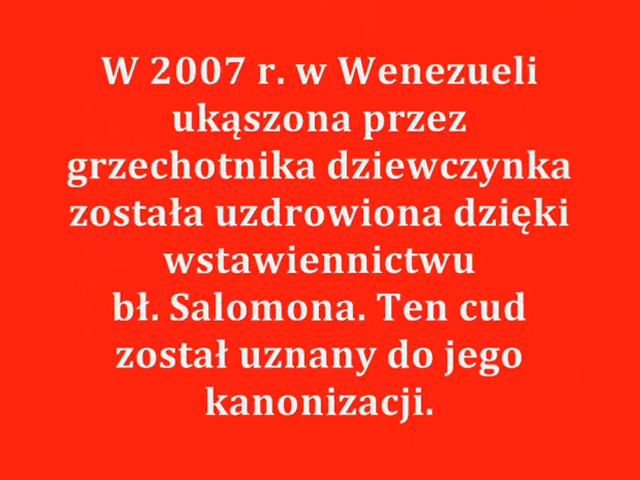 W 2007 r. w Wenezueli
ukąszona przez
grzechotnika dziewczynka
została uzdrowiona dzięki
wstawiennictwu
bł. Salomona. Ten cud
został uznany do jego
kanonizacji.